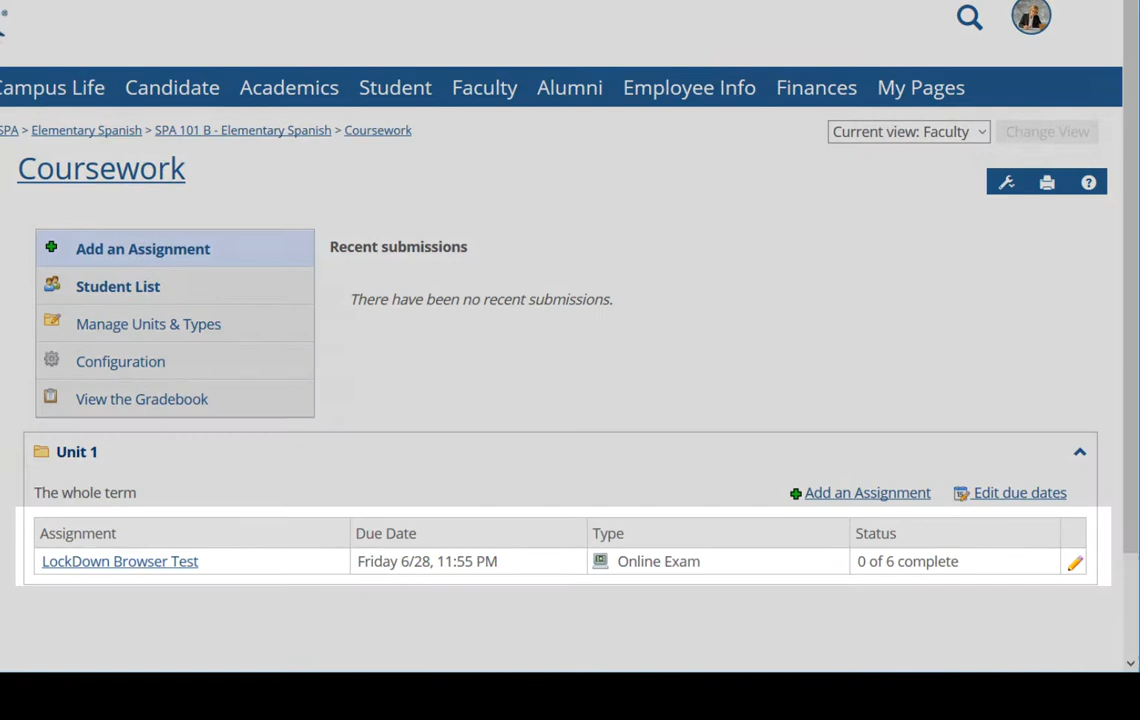 ampus Life Candidate Academics Student Faculty Alumni Employee Info Finances My Pages
SPA > Elementary Spanish > SPA 101 B - Elementary Spanish > Coursework
Current view: Faculty Change View
Coursework
Add an Assignment
Student List
Manage Units & Types
Configuration
View the Gradebook
Recent submissions
There have been no recent submissions.
Unit 1
The whole term
Add an Assignment Edit due dates
Assignment Due Date Type Status
LockDown Browser Test Friday 6/28, 11:55 PM Online Exam 0 of 6 complete